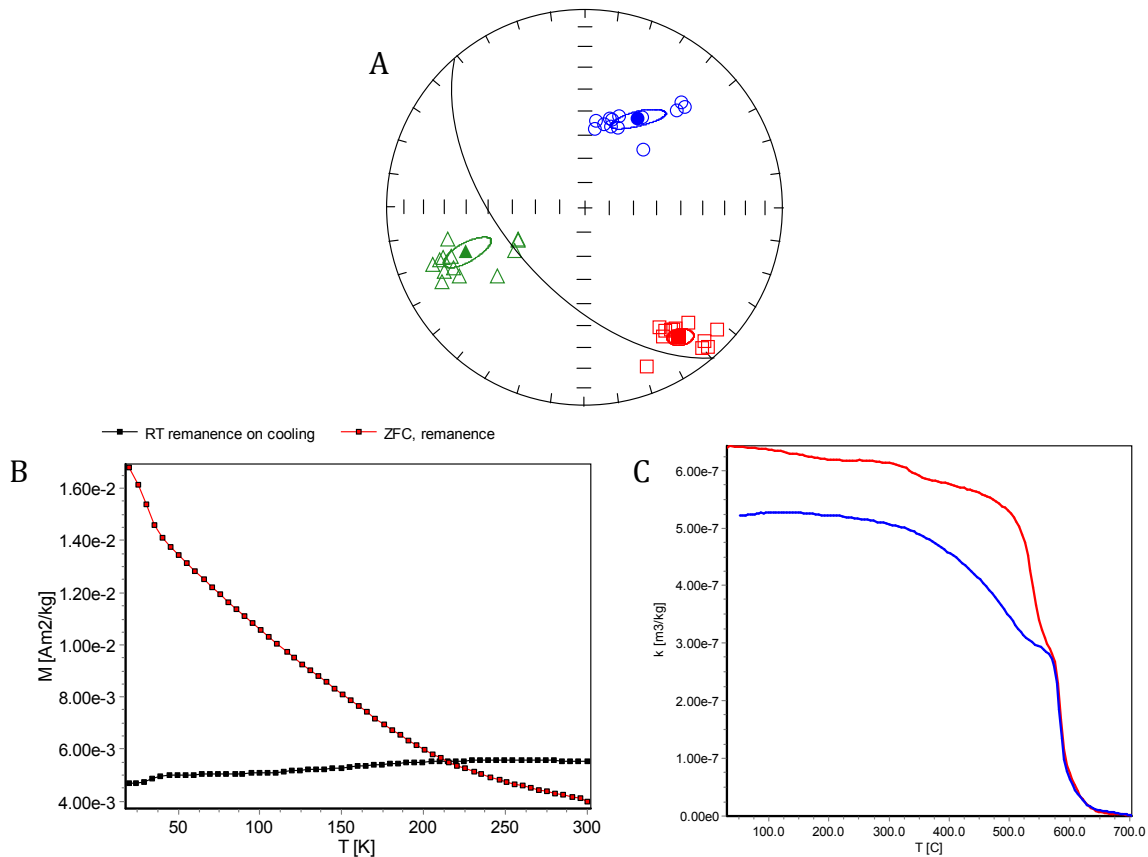 A
RT remanence on cooling ZFC, remanence
B
M [Am2/kg]
1.60e-2
1.40e-2
1.20e-2
1.00e-2
8.00e-3
6.00e-3
4.00e-3
50 100 150 200 250 300
T [K]
C
k [m3/kg]
6.00e-7
5.00e-7
4.00e-7
3.00e-7
2.00e-7
1.00e-7
0.00e0
100.0 200.0 300.0 400.0 500.0 600.0 700.0
T [C]